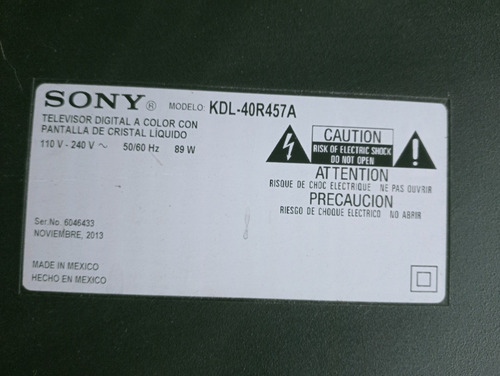 SONY® MODELO: KDL-40R457A
TELEVISOR DIGITAL A COLOR CON
PANTALLA DE CRISTAL LÍQUIDO
110 V - 240 V ~ 50/60 Hz 89 W
CAUTION
RISK OF ELECTRIC SHOCK
DO NOT OPEN
ATTENTION
RISQUE DE CHOC ELECTRIQUE NE PAS OUVRIR
PRECAUCION
RIESGO DE CHOQUE ELECTRICO NO ABRIR
Ser.No. 6046433
NOVIEMBRE, 2013
MADE IN MEXICO
HECHO EN MEXICO